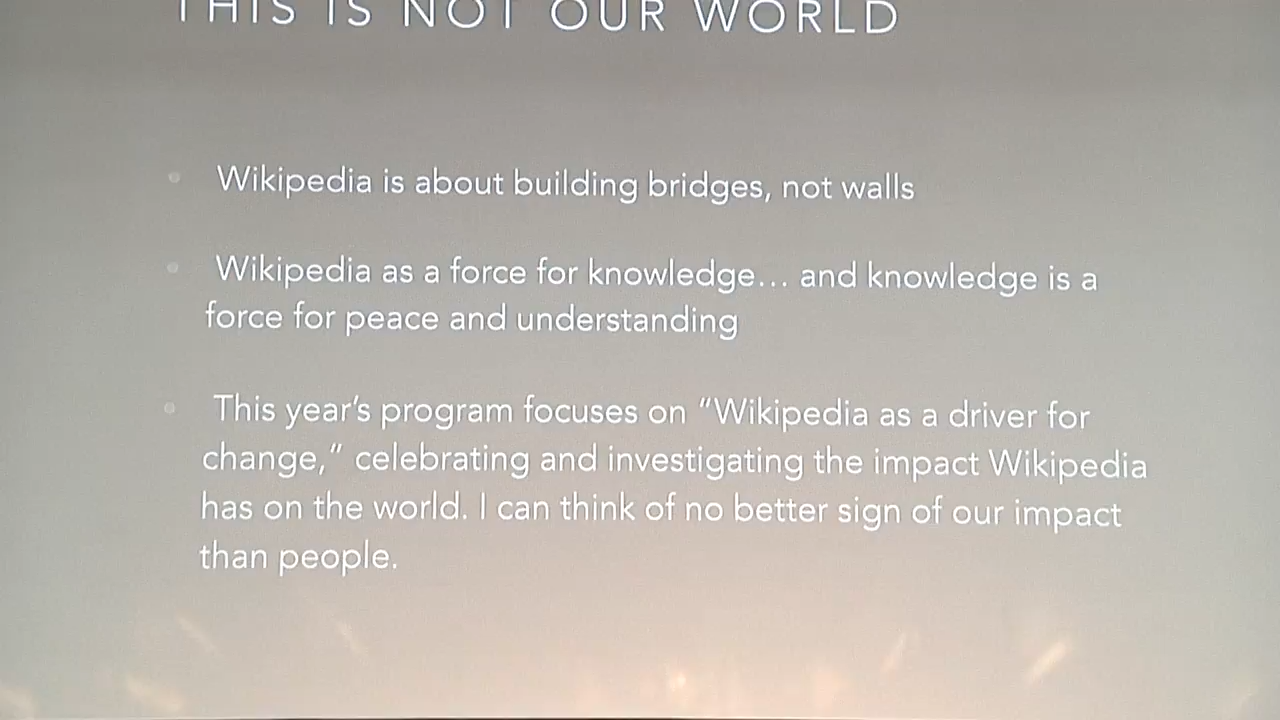 THIS IS NOT OUR WORLD
Wikipedia is about building bridges, not walls
Wikipedia as a force for knowledge... and knowledge is a
force for peace and understanding
This year's program focuses on “Wikipedia as a driver for
change,” celebrating and investigating the impact Wikipedia
has on the world. I can think of no better sign of our impact
than people.